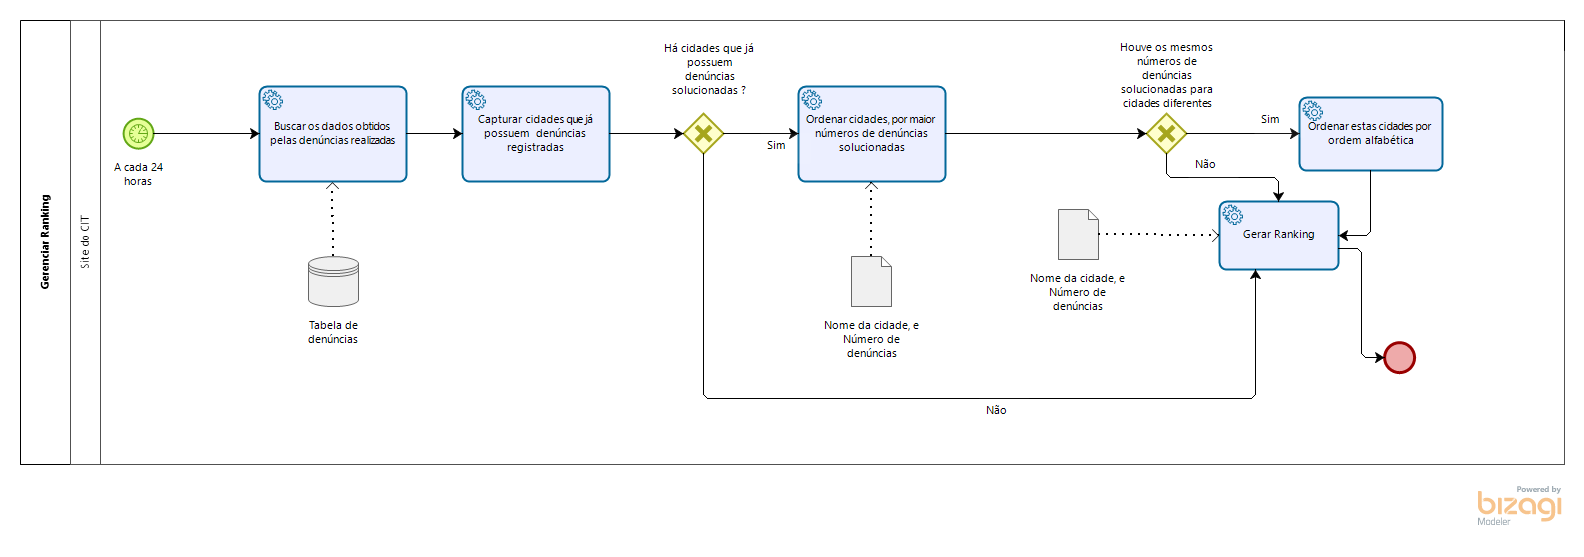 Gerenciar Ranking
Site do CIT
A cada 24
horas
Buscar os dados obtidos
pelas denúncias realizadas
Tabela de
denúncias
Capturar cidades que já
possuem denúncias
registradas
Há cidades que já
possuem
denúncias
solucionadas ?
Sim
Não
Ordenar cidades, por maior
números de denúncias
solucionadas
Nome da cidade, e
Número de
denúncias
Houve os mesmos
números de
denúncias
solucionadas para
cidades diferentes
Sim
Não
Ordenar estas cidades por
ordem alfabética
Gerar Ranking
Nome da cidade, e
Número de
denúncias
Powered by
bizagi
Modeler